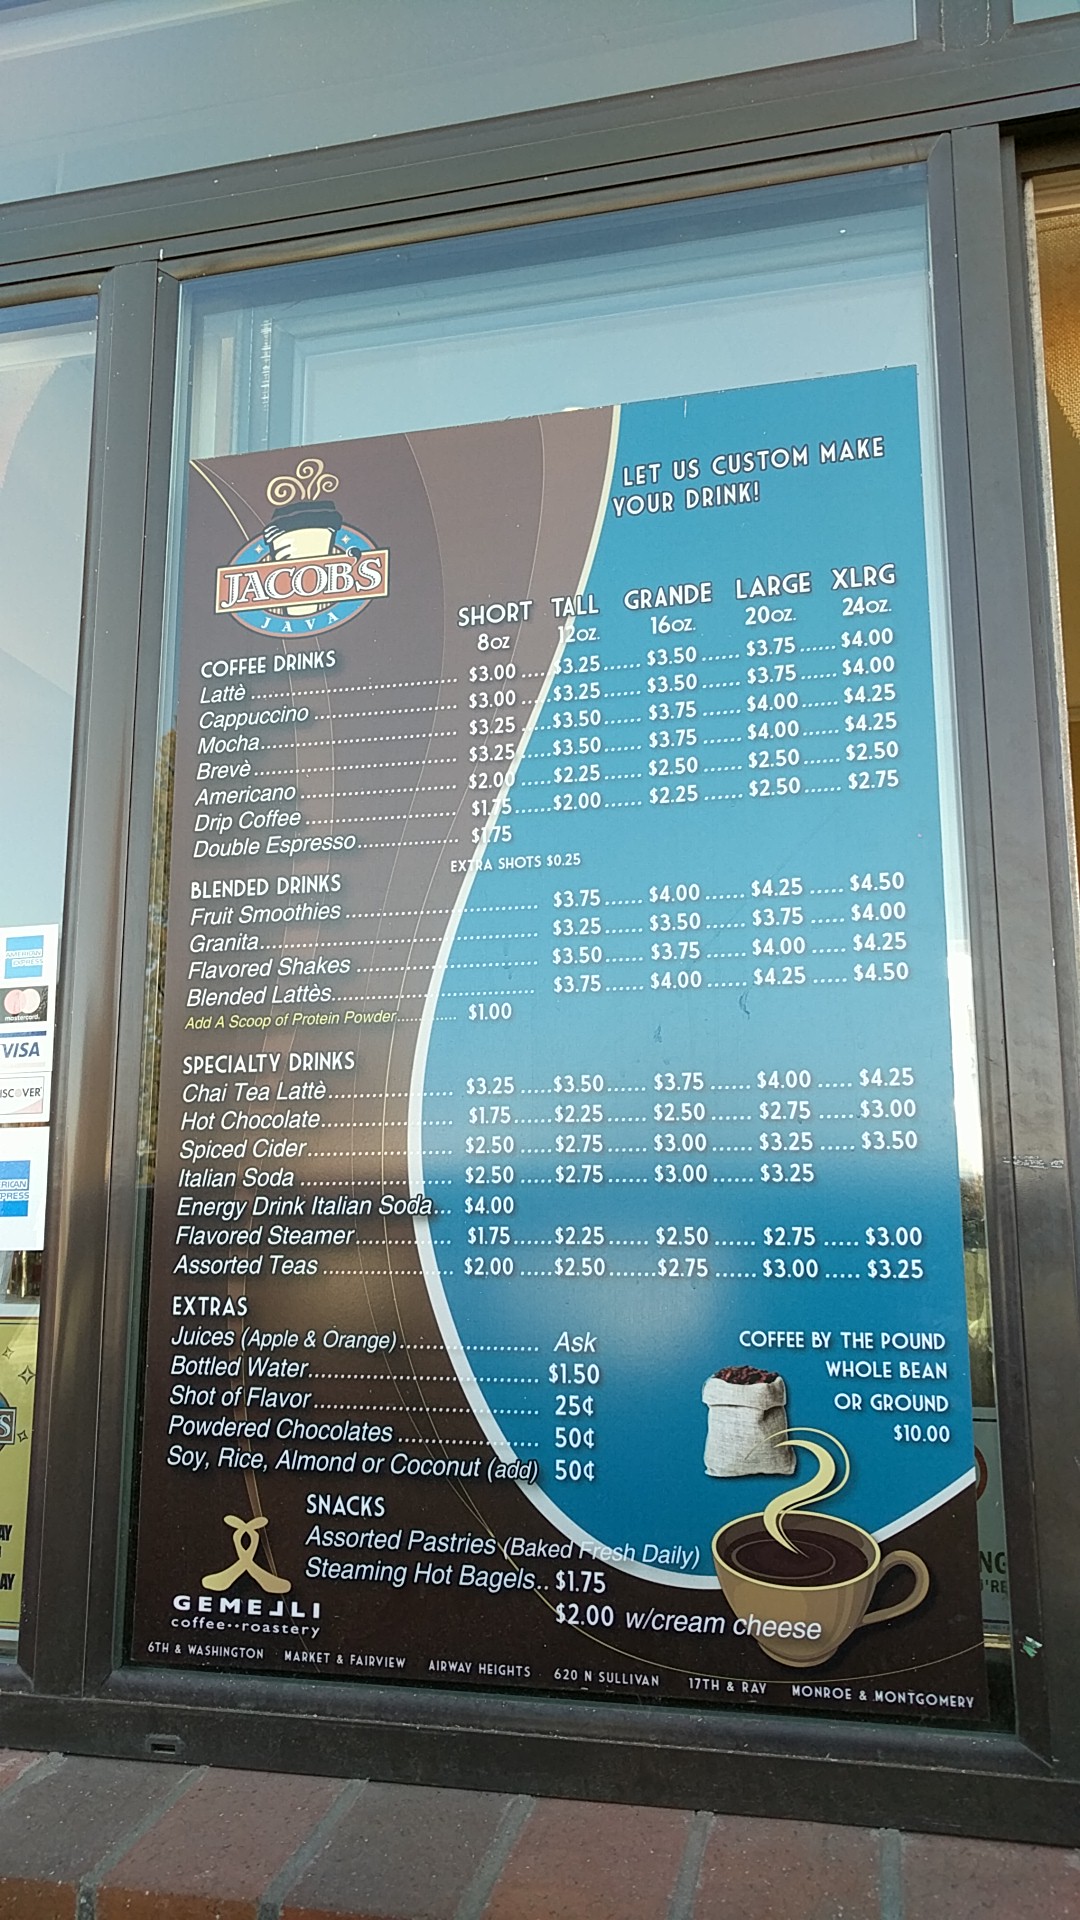 LET US CUSTOM MAKE
YOUR DRINK!
JACOB'S
JAVA
SHORT TALL GRANDE LARGE XLRG
8oz 12oz. 16oz. 20oz. 24oz.
COFFEE DRINKS
Lattè ........ $3.00 .... $3.25 ...... $3.50 ...... $3.75 ...... $4.00
Cappuccino ........ $3.00 .... $3.25 ...... $3.50 ...... $3.75 ...... $4.00
Mocha ........ $3.25 .... $3.50 ...... $3.75 ...... $4.00 ...... $4.25
Brevè ........ $3.25 .... $3.50 ...... $3.75 ...... $4.00 ...... $4.25
Americano ........ $2.00 ..... $2.25 ...... $2.50 ...... $2.50 ...... $2.50
Drip Coffee ........ $1.75 ...... $2.00 ...... $2.25 ...... $2.50 ...... $2.75
Double Espresso ........ $1.75
EXTRA SHOTS $0.25
BLENDED DRINKS
Fruit Smoothies ........ $3.75 ...... $4.00 ...... $4.25 ..... $4.50
Granita ........ $3.25 ...... $3.50 ...... $3.75 ..... $4.00
Flavored Shakes ........ $3.50 ...... $3.75 ...... $4.00 ..... $4.25
Blended Lattès ........ $3.75 ...... $4.00 ...... $4.25 ..... $4.50
Add A Scoop of Protein Powder ........ $1.00
SPECIALTY DRINKS
Chai Tea Lattè ........ $3.25 ..... $3.50 ...... $3.75 ...... $4.00 ..... $4.25
Hot Chocolate ........ $1.75 ...... $2.25 ...... $2.50 ...... $2.75 ..... $3.00
Spiced Cider ........ $2.50 ..... $2.75 ...... $3.00 ...... $3.25 ..... $3.50
Italian Soda ........ $2.50 ..... $2.75 ...... $3.00 ...... $3.25
Energy Drink Italian Soda... $4.00
Flavored Steamer ........ $1.75 ...... $2.25 ...... $2.50 ...... $2.75 ..... $3.00
Assorted Teas ........ $2.00 ..... $2.50 ....... $2.75 ...... $3.00 ..... $3.25
EXTRAS
Juices (Apple & Orange) ........ Ask
Bottled Water ........ $1.50
Shot of Flavor ........ 25¢
Powdered Chocolates ........ 50¢
Soy, Rice, Almond or Coconut (add) 50¢
COFFEE BY THE POUND
WHOLE BEAN
OR GROUND
$10.00
SNACKS
Assorted Pastries (Baked Fresh Daily)
Steaming Hot Bagels.. $1.75
$2.00 w/cream cheese
GEMELLI
coffee··roastery
6TH & WASHINGTON MARKET & FAIRVIEW AIRWAY HEIGHTS 620 N SULLIVAN 17TH & RAY MONROE & MONTGOMERY
AMERICAN
EXPRESS
mastercard
VISA
ISCOVER
RICAN
PRESS
S
AY
AY
NG
'RE